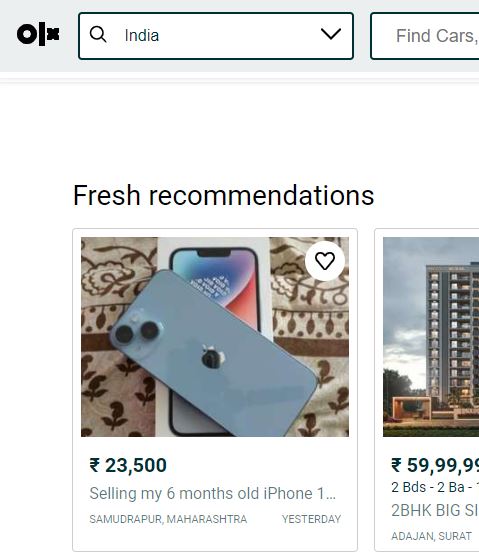 olx
India
Find Cars,
Fresh recommendations
₹ 23,500
Selling my 6 months old iPhone 1...
SAMUDRAPUR, MAHARASHTRA YESTERDAY
₹ 59,99,99
2 Bds - 2 Ba -
2BHK BIG SI
ADAJAN, SURAT